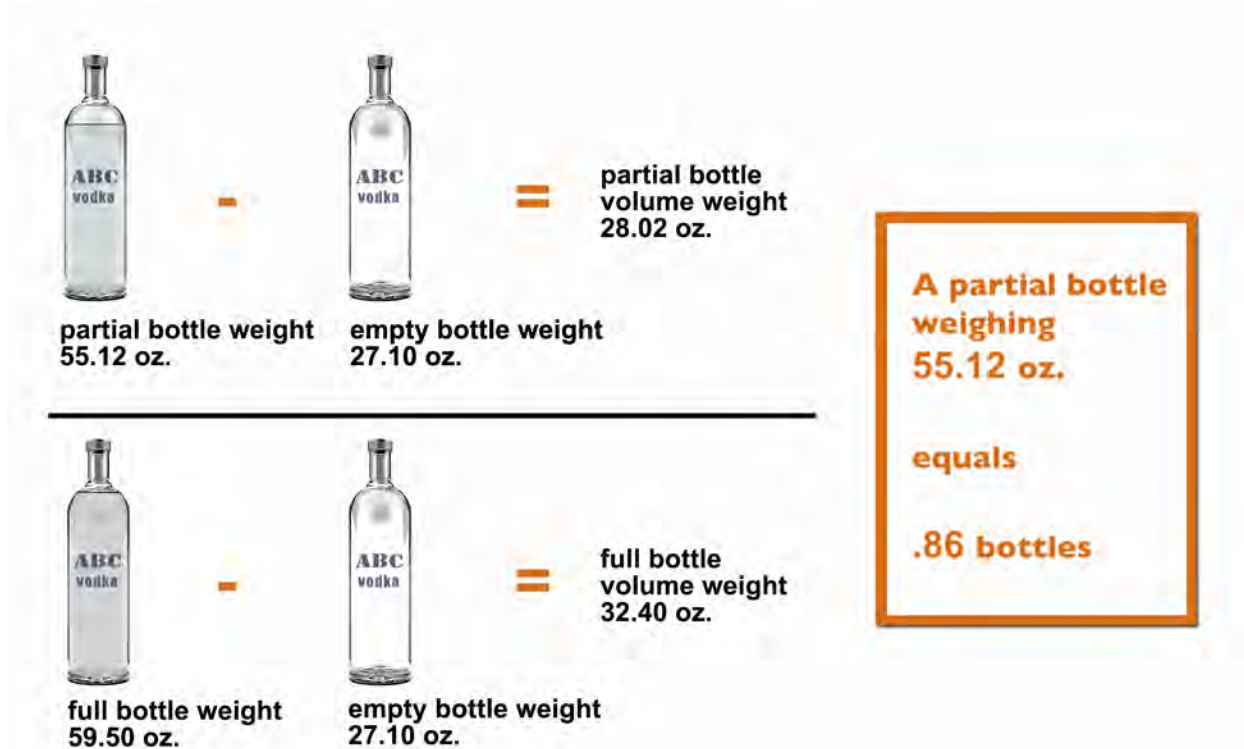 ABC
vodka
-
ABC
vodka
=
partial bottle
volume weight
28.02 oz.
partial bottle weight
55.12 oz.
empty bottle weight
27.10 oz.
ABC
vodka
-
ABC
vodka
=
full bottle
volume weight
32.40 oz.
full bottle weight
59.50 oz.
empty bottle weight
27.10 oz.
A partial bottle
weighing
55.12 oz.
equals
.86 bottles